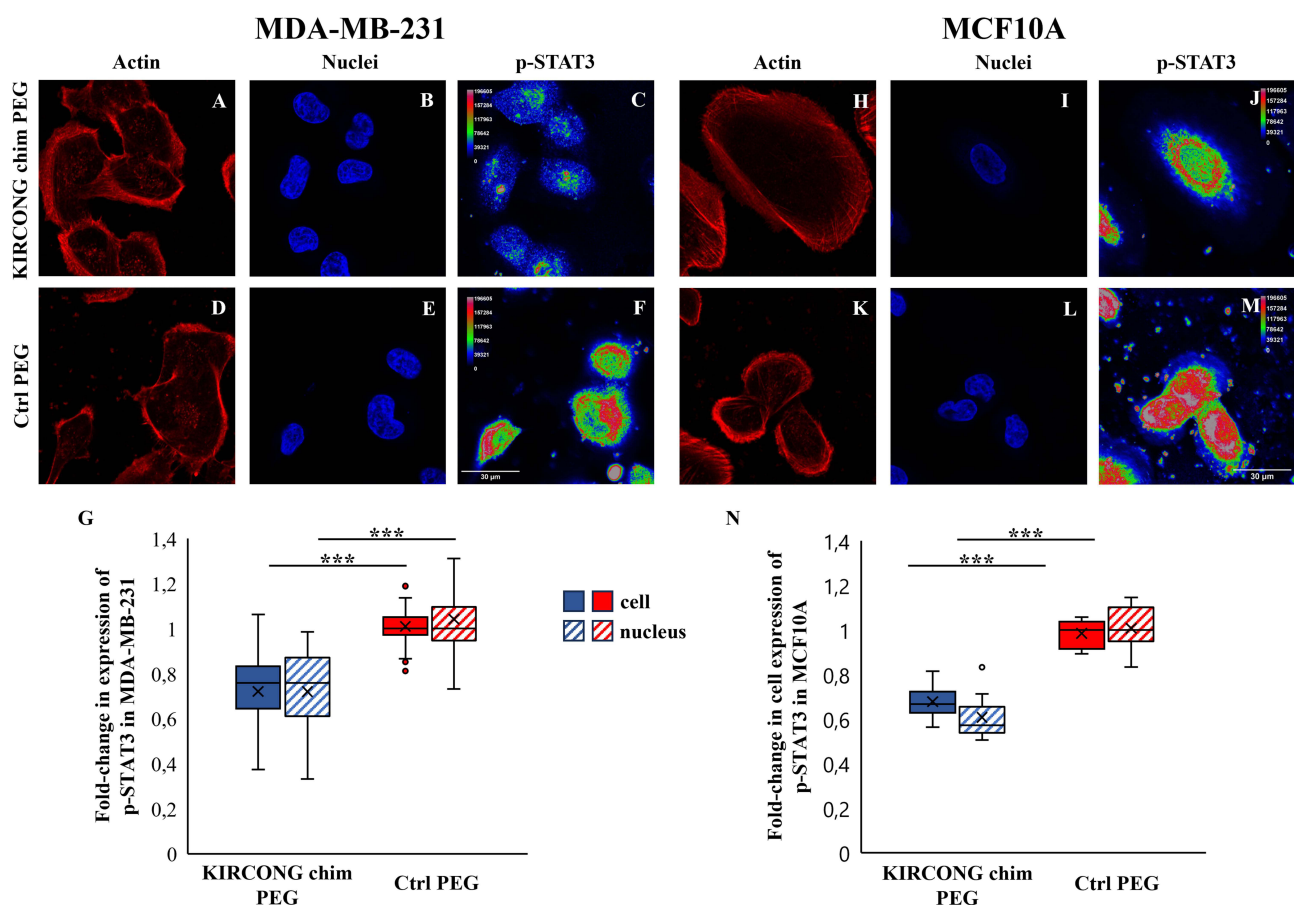 MDA-MB-231
MCF10A
Actin
Nuclei
p-STAT3
Actin
Nuclei
p-STAT3
KIRCONG chim PEG
A
B
196605
157284
117963
78642
39321
0
C
H
I
196605
157284
117963
78642
39321
0
J
Ctrl PEG
D
E
196605
157284
117963
78642
39321
0
F
30 µm
K
L
196605
157284
117963
78642
39321
0
M
30 µm
G
Fold-change in expression of
p-STAT3 in MDA-MB-231
1,4
1,2
1
0,8
0,6
0,4
0,2
0
***
***
KIRCONG chim
PEG
Ctrl PEG
cell
nucleus
N
Fold-change in cell expression of
p-STAT3 in MCF10A
1,4
1,2
1
0,8
0,6
0,4
0,2
0
***
***
KIRCONG chim
PEG
Ctrl PEG